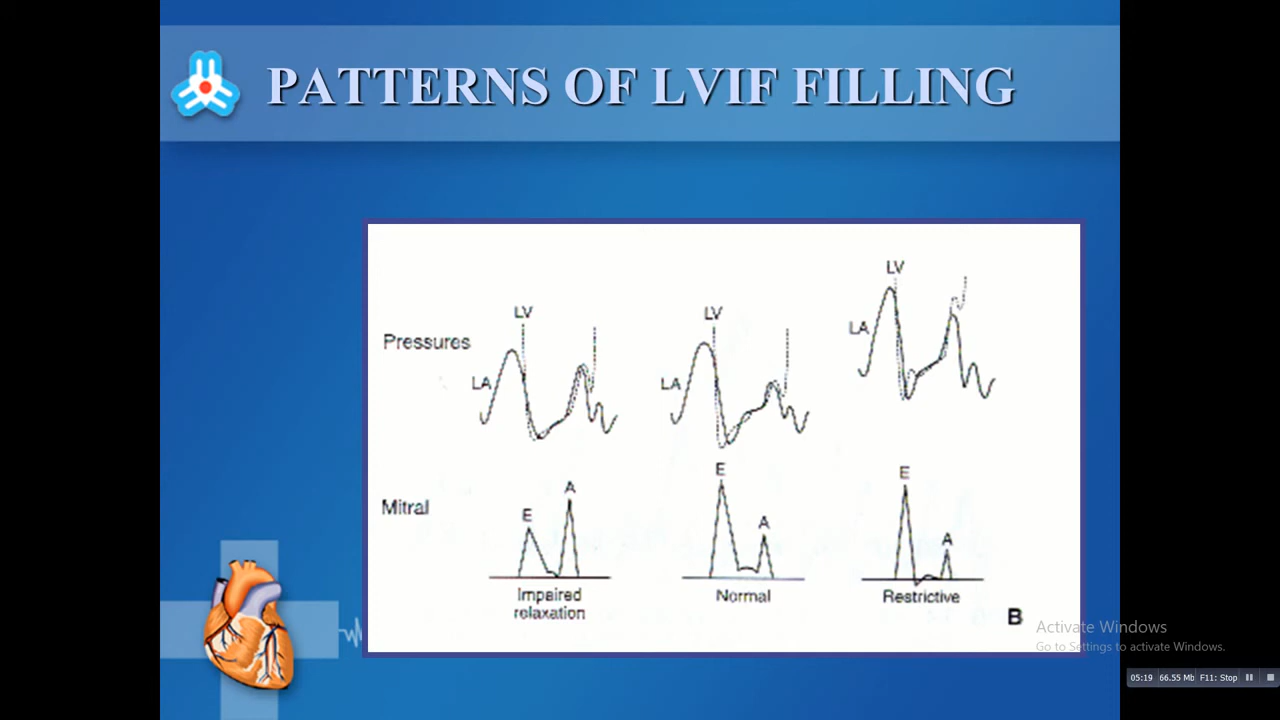 PATTERNS OF LVIF FILLING
LV
LV
LV
Pressures
LA
LA
LA
Mitral
E
A
E
A
E
A
Impaired
relaxation
Normal
Restrictive
B
Activate Windows
Go to Settings to activate Windows.
05:19 66.55 Mb F11: Stop